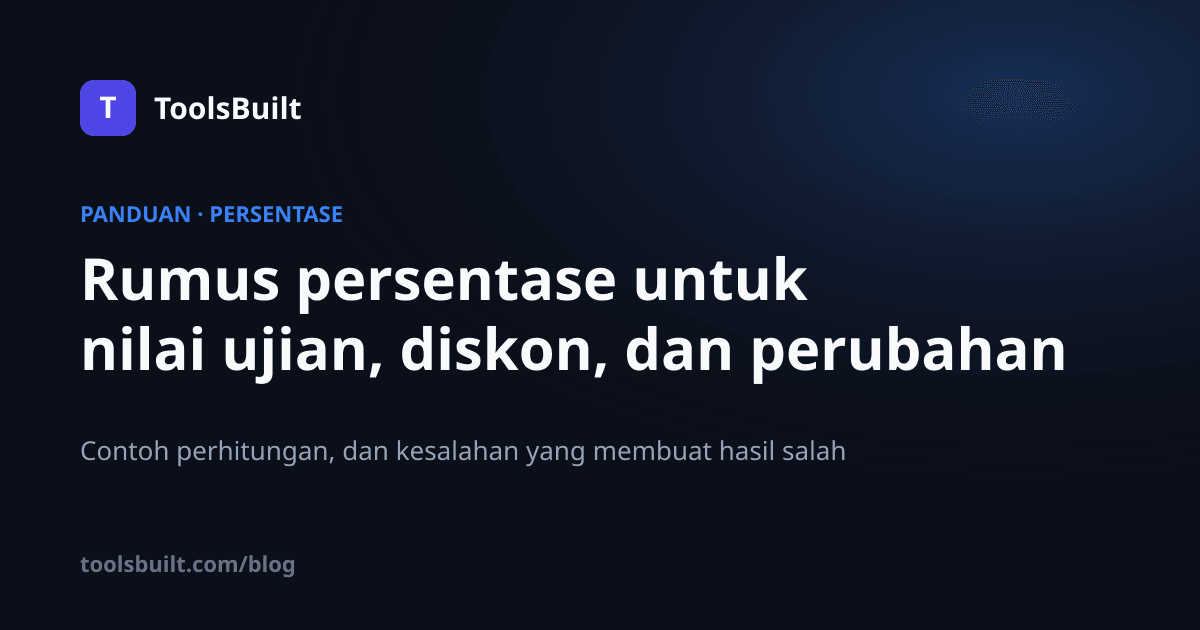 T ToolsBuilt
PANDUAN · PERSENTASE
Rumus persentase untuk
nilai ujian, diskon, dan perubahan
Contoh perhitungan, dan kesalahan yang membuat hasil salah
toolsbuilt.com/blog